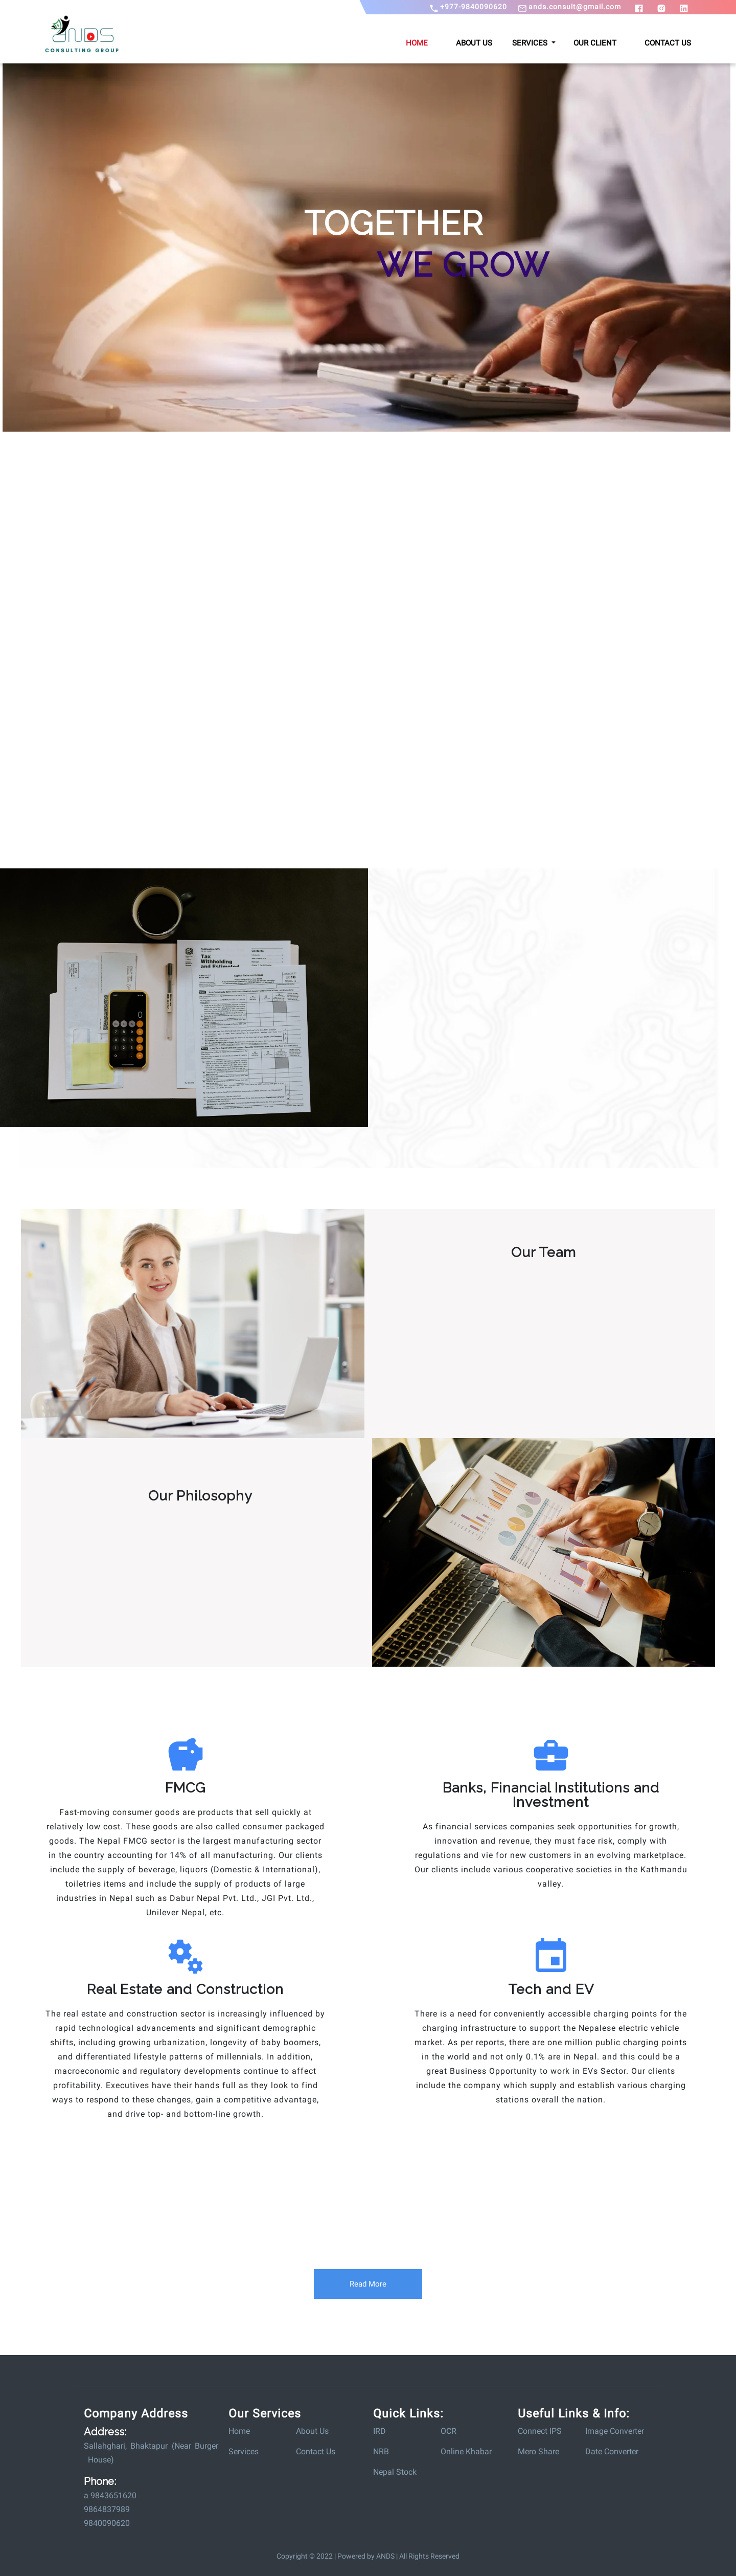 +977-9840090620 ands.consult@gmail.com
ANDS
CONSULTING GROUP
HOME ABOUT US SERVICES OUR CLIENT CONTACT US
TOGETHER
WE GROW
Tax
Withholding
and Estimated
0
Our Team
Our Philosophy
FMCG
Fast-moving consumer goods are products that sell quickly at
relatively low cost. These goods are also called consumer packaged
goods. The Nepal FMCG sector is the largest manufacturing sector
in the country accounting for 14% of all manufacturing. Our clients
include the supply of beverage, liquors (Domestic & International),
toiletries items and include the supply of products of large
industries in Nepal such as Dabur Nepal Pvt. Ltd., JGI Pvt. Ltd.,
Unilever Nepal, etc.
Banks, Financial Institutions and
Investment
As financial services companies seek opportunities for growth,
innovation and revenue, they must face risk, comply with
regulations and vie for new customers in an evolving marketplace.
Our clients include various cooperative societies in the Kathmandu
valley.
Real Estate and Construction
The real estate and construction sector is increasingly influenced by
rapid technological advancements and significant demographic
shifts, including growing urbanization, longevity of baby boomers,
and differentiated lifestyle patterns of millennials. In addition,
macroeconomic and regulatory developments continue to affect
profitability. Executives have their hands full as they look to find
ways to respond to these changes, gain a competitive advantage,
and drive top- and bottom-line growth.
Tech and EV
There is a need for conveniently accessible charging points for the
charging infrastructure to support the Nepalese electric vehicle
market. As per reports, there are one million public charging points
in the world and not only 0.1% are in Nepal. and this could be a
great Business Opportunity to work in EVs Sector. Our clients
include the company which supply and establish various charging
stations overall the nation.
Read More
Company Address
Address:
Sallaghari, Bhaktapur (Near Burger
House)
Phone:
a 9843651620
9864837989
9840090620
Our Services
Home About Us
Services Contact Us
Quick Links:
IRD OCR
NRB Online Khabar
Nepal Stock
Useful Links & Info:
Connect IPS Image Converter
Mero Share Date Converter
Copyright © 2022 | Powered by ANDS | All Rights Reserved